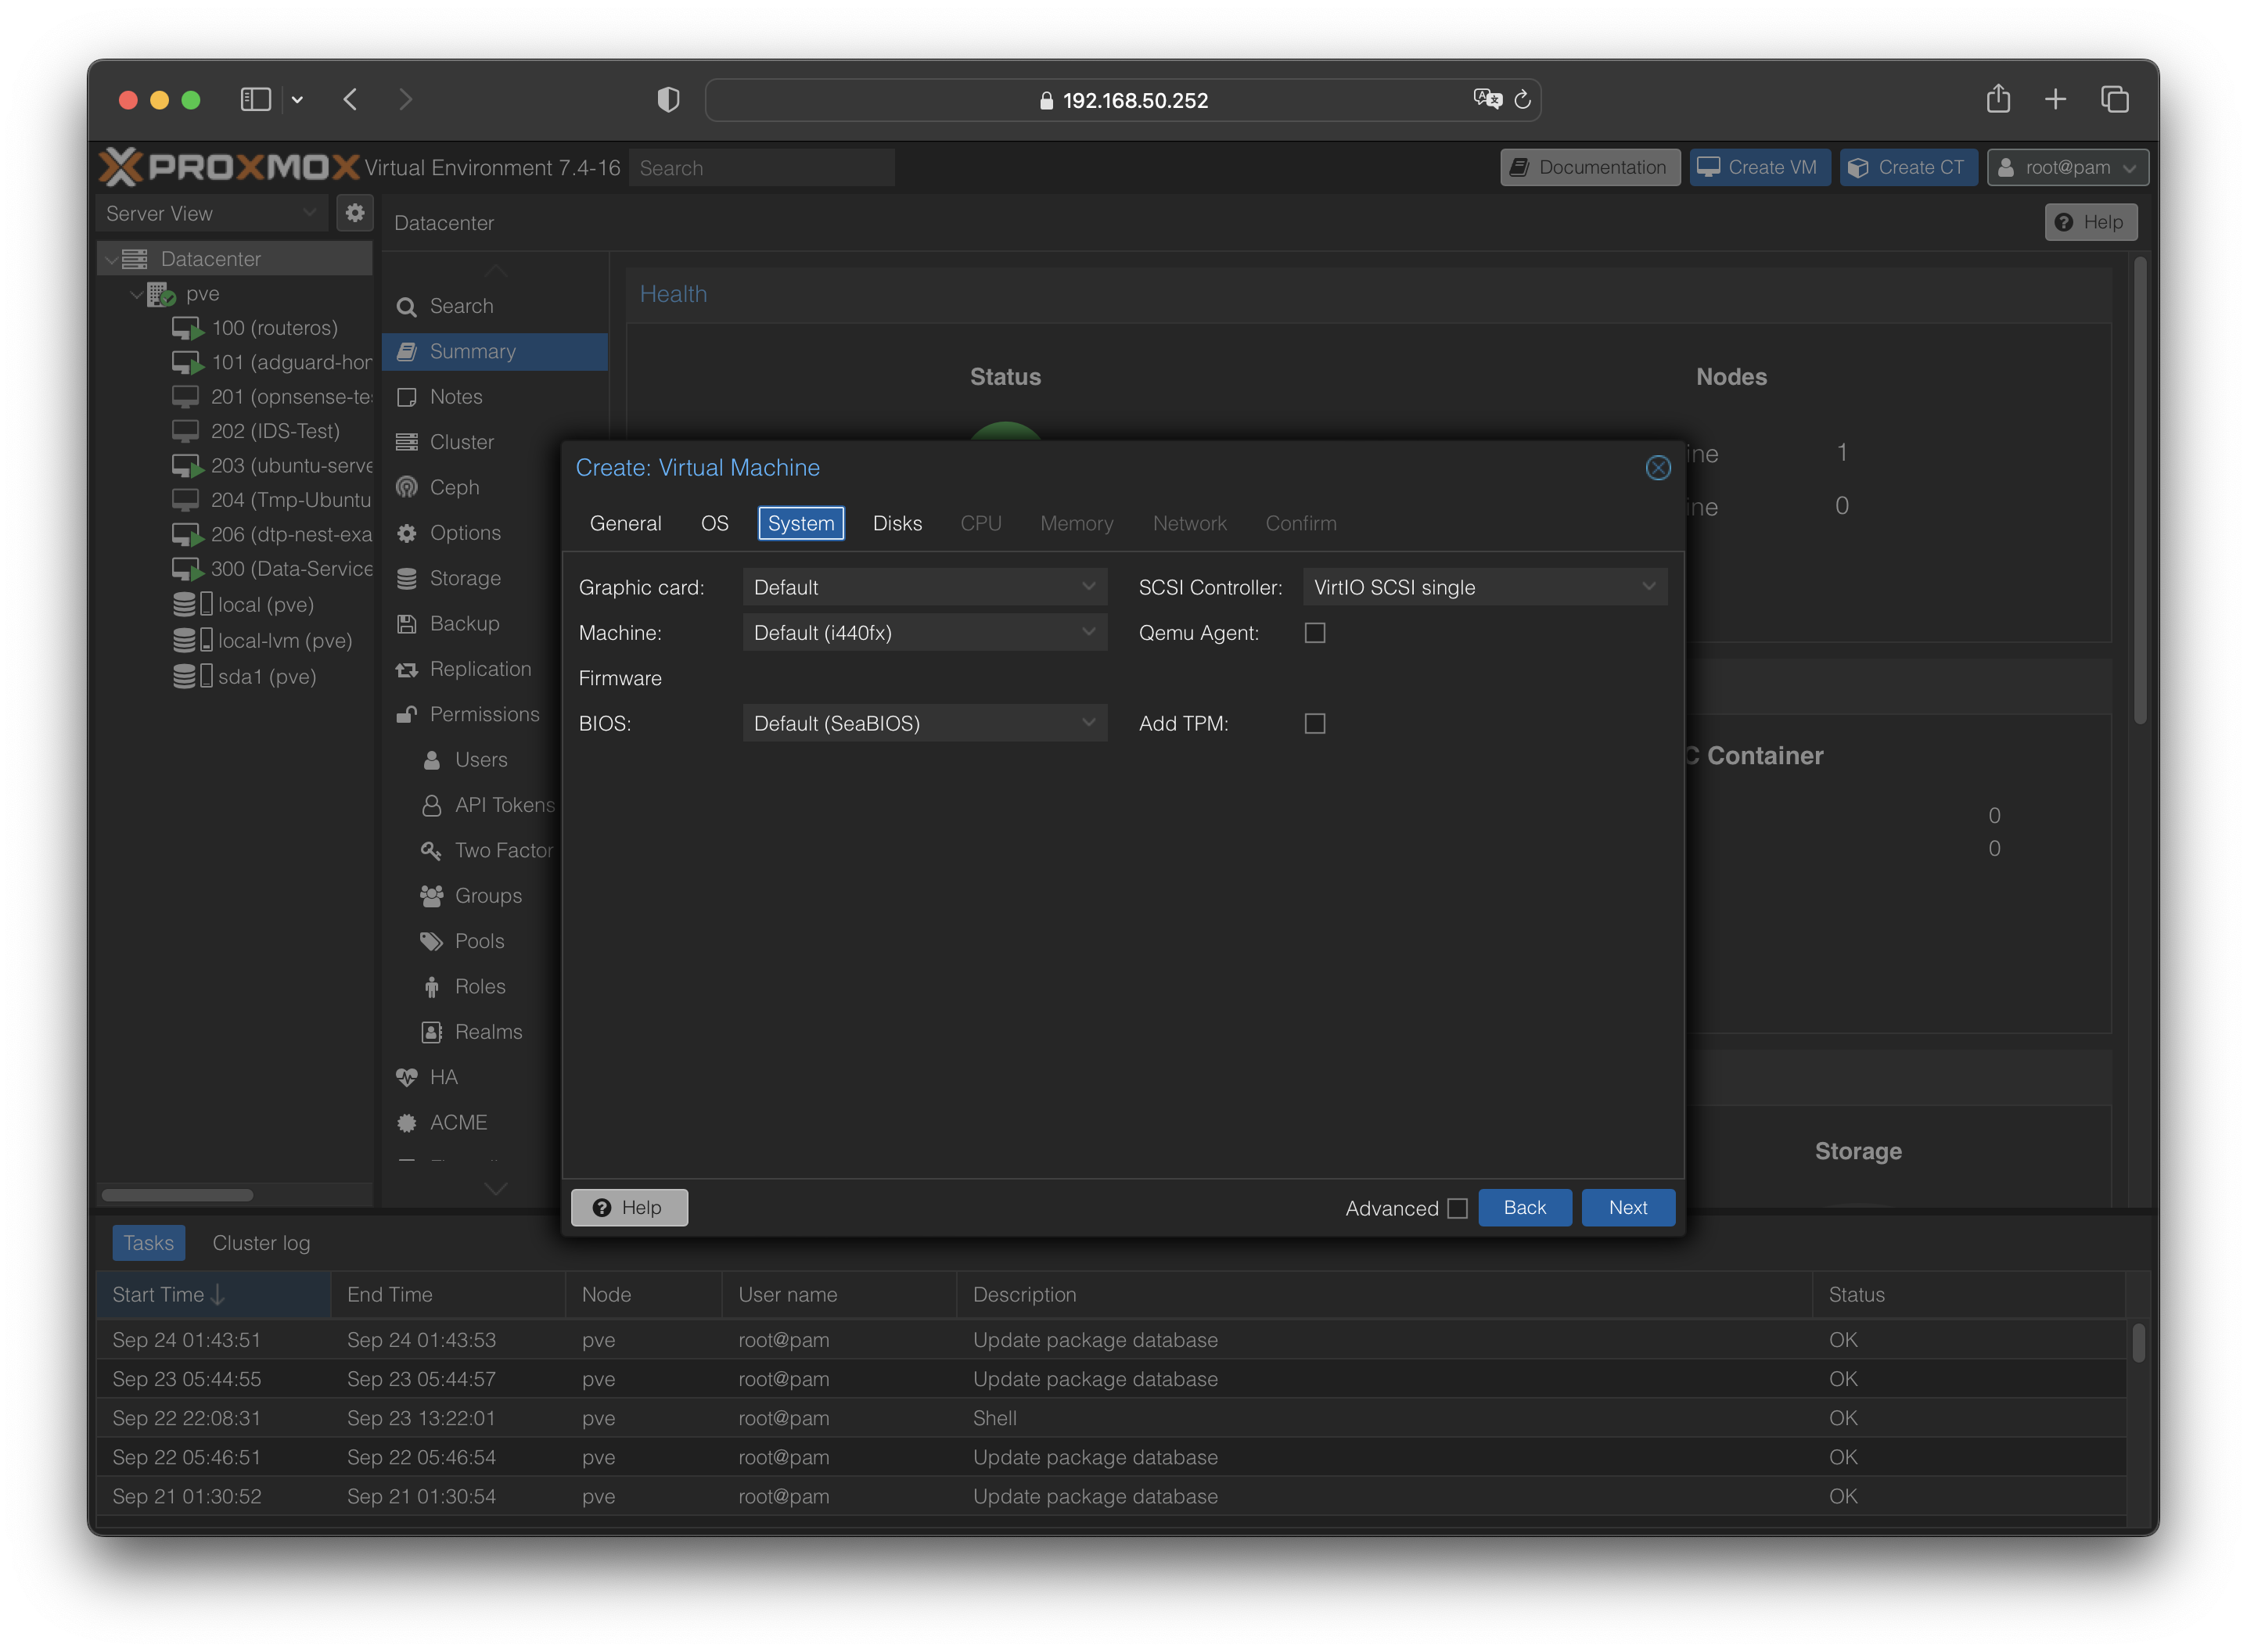 192.168.50.252
PROXMOX Virtual Environment 7.4-16 Search Documentation Create VM Create CT root@pam
Server View
Datacenter Help
Datacenter
pve
100 (routeros)
101 (adguard-hor
201 (opnsense-te
202 (IDS-Test)
203 (ubuntu-serve
204 (Tmp-Ubuntu
206 (dtp-nest-exa
300 (Data-Service
local (pve)
local-lvm (pve)
sda1 (pve)
Search
Summary
Notes
Cluster
Ceph
Options
Storage
Backup
Replication
Permissions
Users
API Tokens
Two Factor
Groups
Pools
Roles
Realms
HA
ACME
Health
Status
Nodes
ine 1
ine 0
C Container
0
0
Storage
Create: Virtual Machine
General OS System Disks CPU Memory Network Confirm
Graphic card: Default SCSI Controller: VirtIO SCSI single
Machine: Default (i440fx) Qemu Agent:
Firmware
BIOS: Default (SeaBIOS) Add TPM:
Help Advanced Back Next
Tasks Cluster log
Start Time End Time Node User name Description Status
Sep 24 01:43:51 Sep 24 01:43:53 pve root@pam Update package database OK
Sep 23 05:44:55 Sep 23 05:44:57 pve root@pam Update package database OK
Sep 22 22:08:31 Sep 23 13:22:01 pve root@pam Shell OK
Sep 22 05:46:51 Sep 22 05:46:54 pve root@pam Update package database OK
Sep 21 01:30:52 Sep 21 01:30:54 pve root@pam Update package database OK